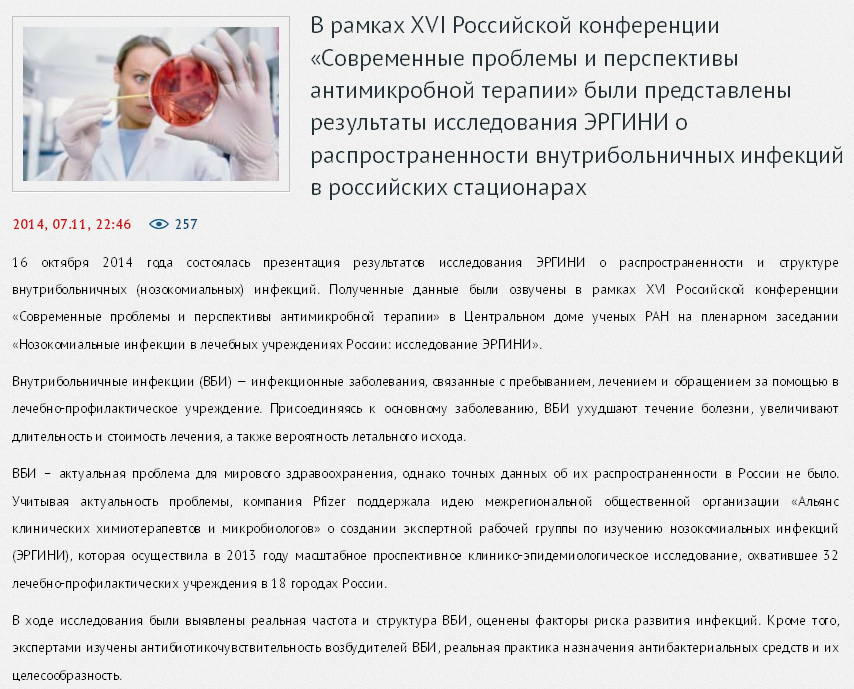 В рамках XVI Российской конференции
«Современные проблемы и перспективы
антимикробной терапии» были представлены
результаты исследования ЭРГИНИ о
распространенности внутрибольничных инфекций
в российских стационарах
2014, 07.11, 22:46 257
16 октября 2014 года состоялась презентация результатов исследования ЭРГИНИ о распространенности и структуре
внутрибольничных (нозокомиальных) инфекций. Полученные данные были озвучены в рамках XVI Российской конференции
«Современные проблемы и перспективы антимикробной терапии» в Центральном доме ученых РАН на пленарном заседании
«Нозокомиальные инфекции в лечебных учреждениях России: исследование ЭРГИНИ».
Внутрибольничные инфекции (ВБИ) — инфекционные заболевания, связанные с пребыванием, лечением и обращением за помощью в
лечебно-профилактическое учреждение. Присоединяясь к основному заболеванию, ВБИ ухудшают течение болезни, увеличивают
длительность и стоимость лечения, а также вероятность летального исхода.
ВБИ – актуальная проблема для мирового здравоохранения, однако точных данных об их распространенности в России не было.
Учитывая актуальность проблемы, компания Pfizer поддержала идею межрегиональной общественной организации «Альянс
клинических химиотерапевтов и микробиологов» о создании экспертной рабочей группы по изучению нозокомиальных инфекций
(ЭРГИНИ), которая осуществила в 2013 году масштабное проспективное клинико-эпидемиологическое исследование, охватившее 32
лечебно-профилактических учреждения в 18 городах России.
В ходе исследования были выявлены реальная частота и структура ВБИ, оценены факторы риска развития инфекций. Кроме того,
экспертами изучены антибиотикочувствительность возбудителей ВБИ, реальная практика назначения антибактериальных средств и их
целесообразность.